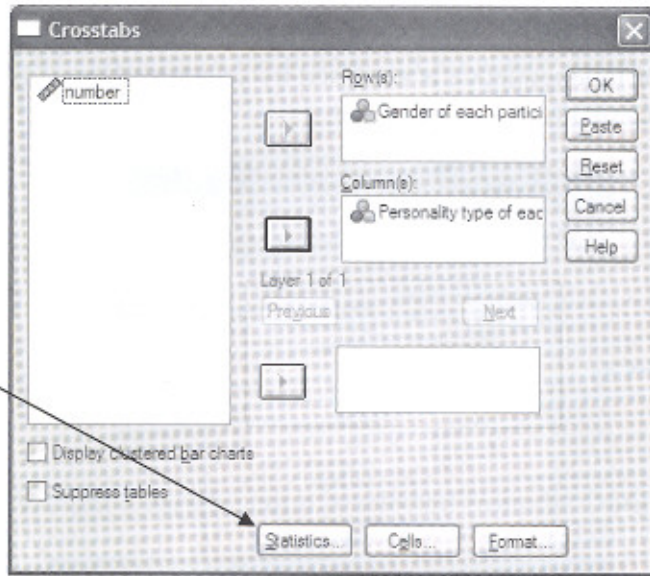 Crosstabs
number
Row(s):
Gender of each partici
Column(s):
Personality type of eac
Layer 1 of 1
Previous
Next
Display clustered bar charts
Suppress tables
OK
Paste
Reset
Cancel
Help
Statistics...
Cells...
Format...